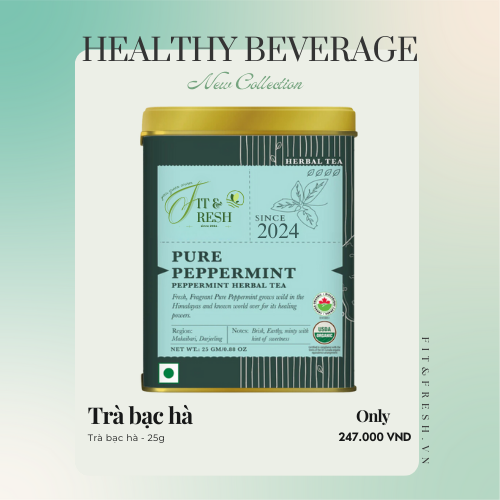 HEALTHY BEVERAGE
New Collection
HERBAL TEA
FIT &
FRESH
SINCE
2024
PURE
PEPPERMINT
PEPPERMINT HERBAL TEA
Fresh, Fragrant Pure Peppermint grows wild in the
Himalayas and known world over for its healing
powers.
Region:
Makaibari, Darjeeling
Notes: Brisk, Earthy, minty with
hint of sweetness
NET WT.: 25 GM/0.88 OZ
USDA
ORGANIC
Trà bạc hà
Trà bạc hà - 25g
Only
247.000 VND
FIT&FRESH.VN